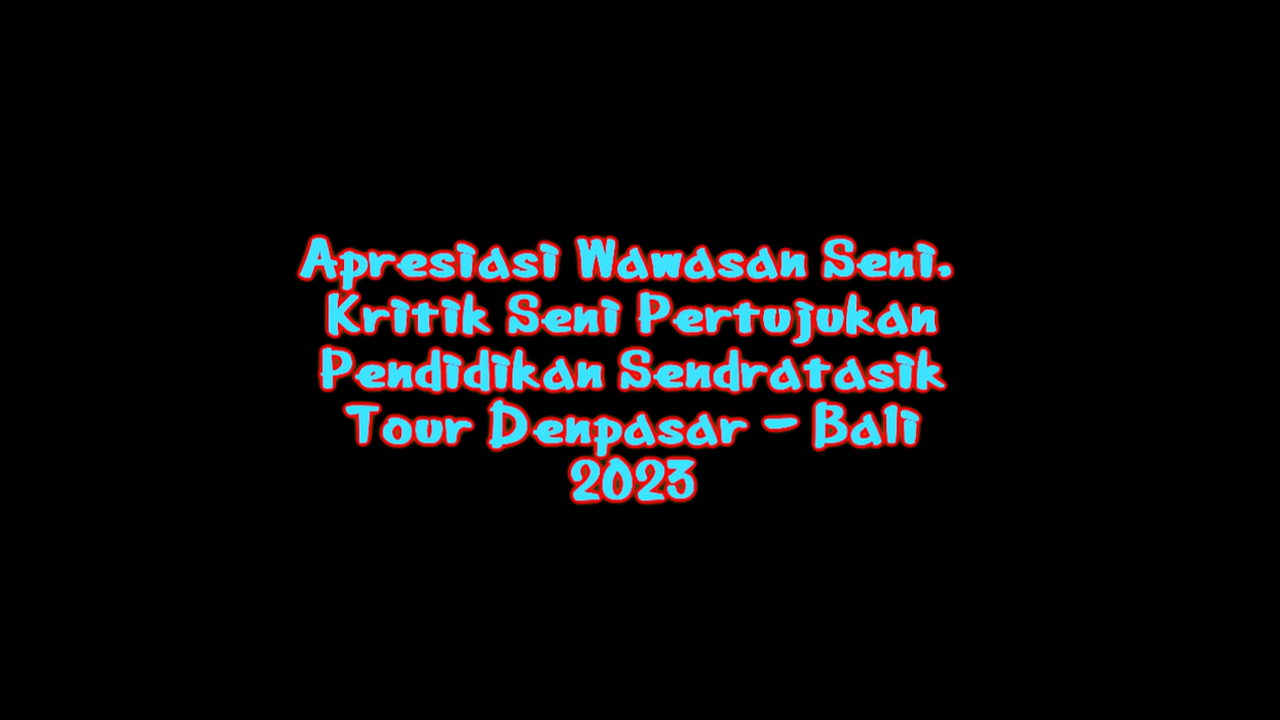 Apresiasi Wawasan Seni,
Kritik Seni Pertujukan
Pendidikan Sendratasik
Tour Denpasar - Bali
2023